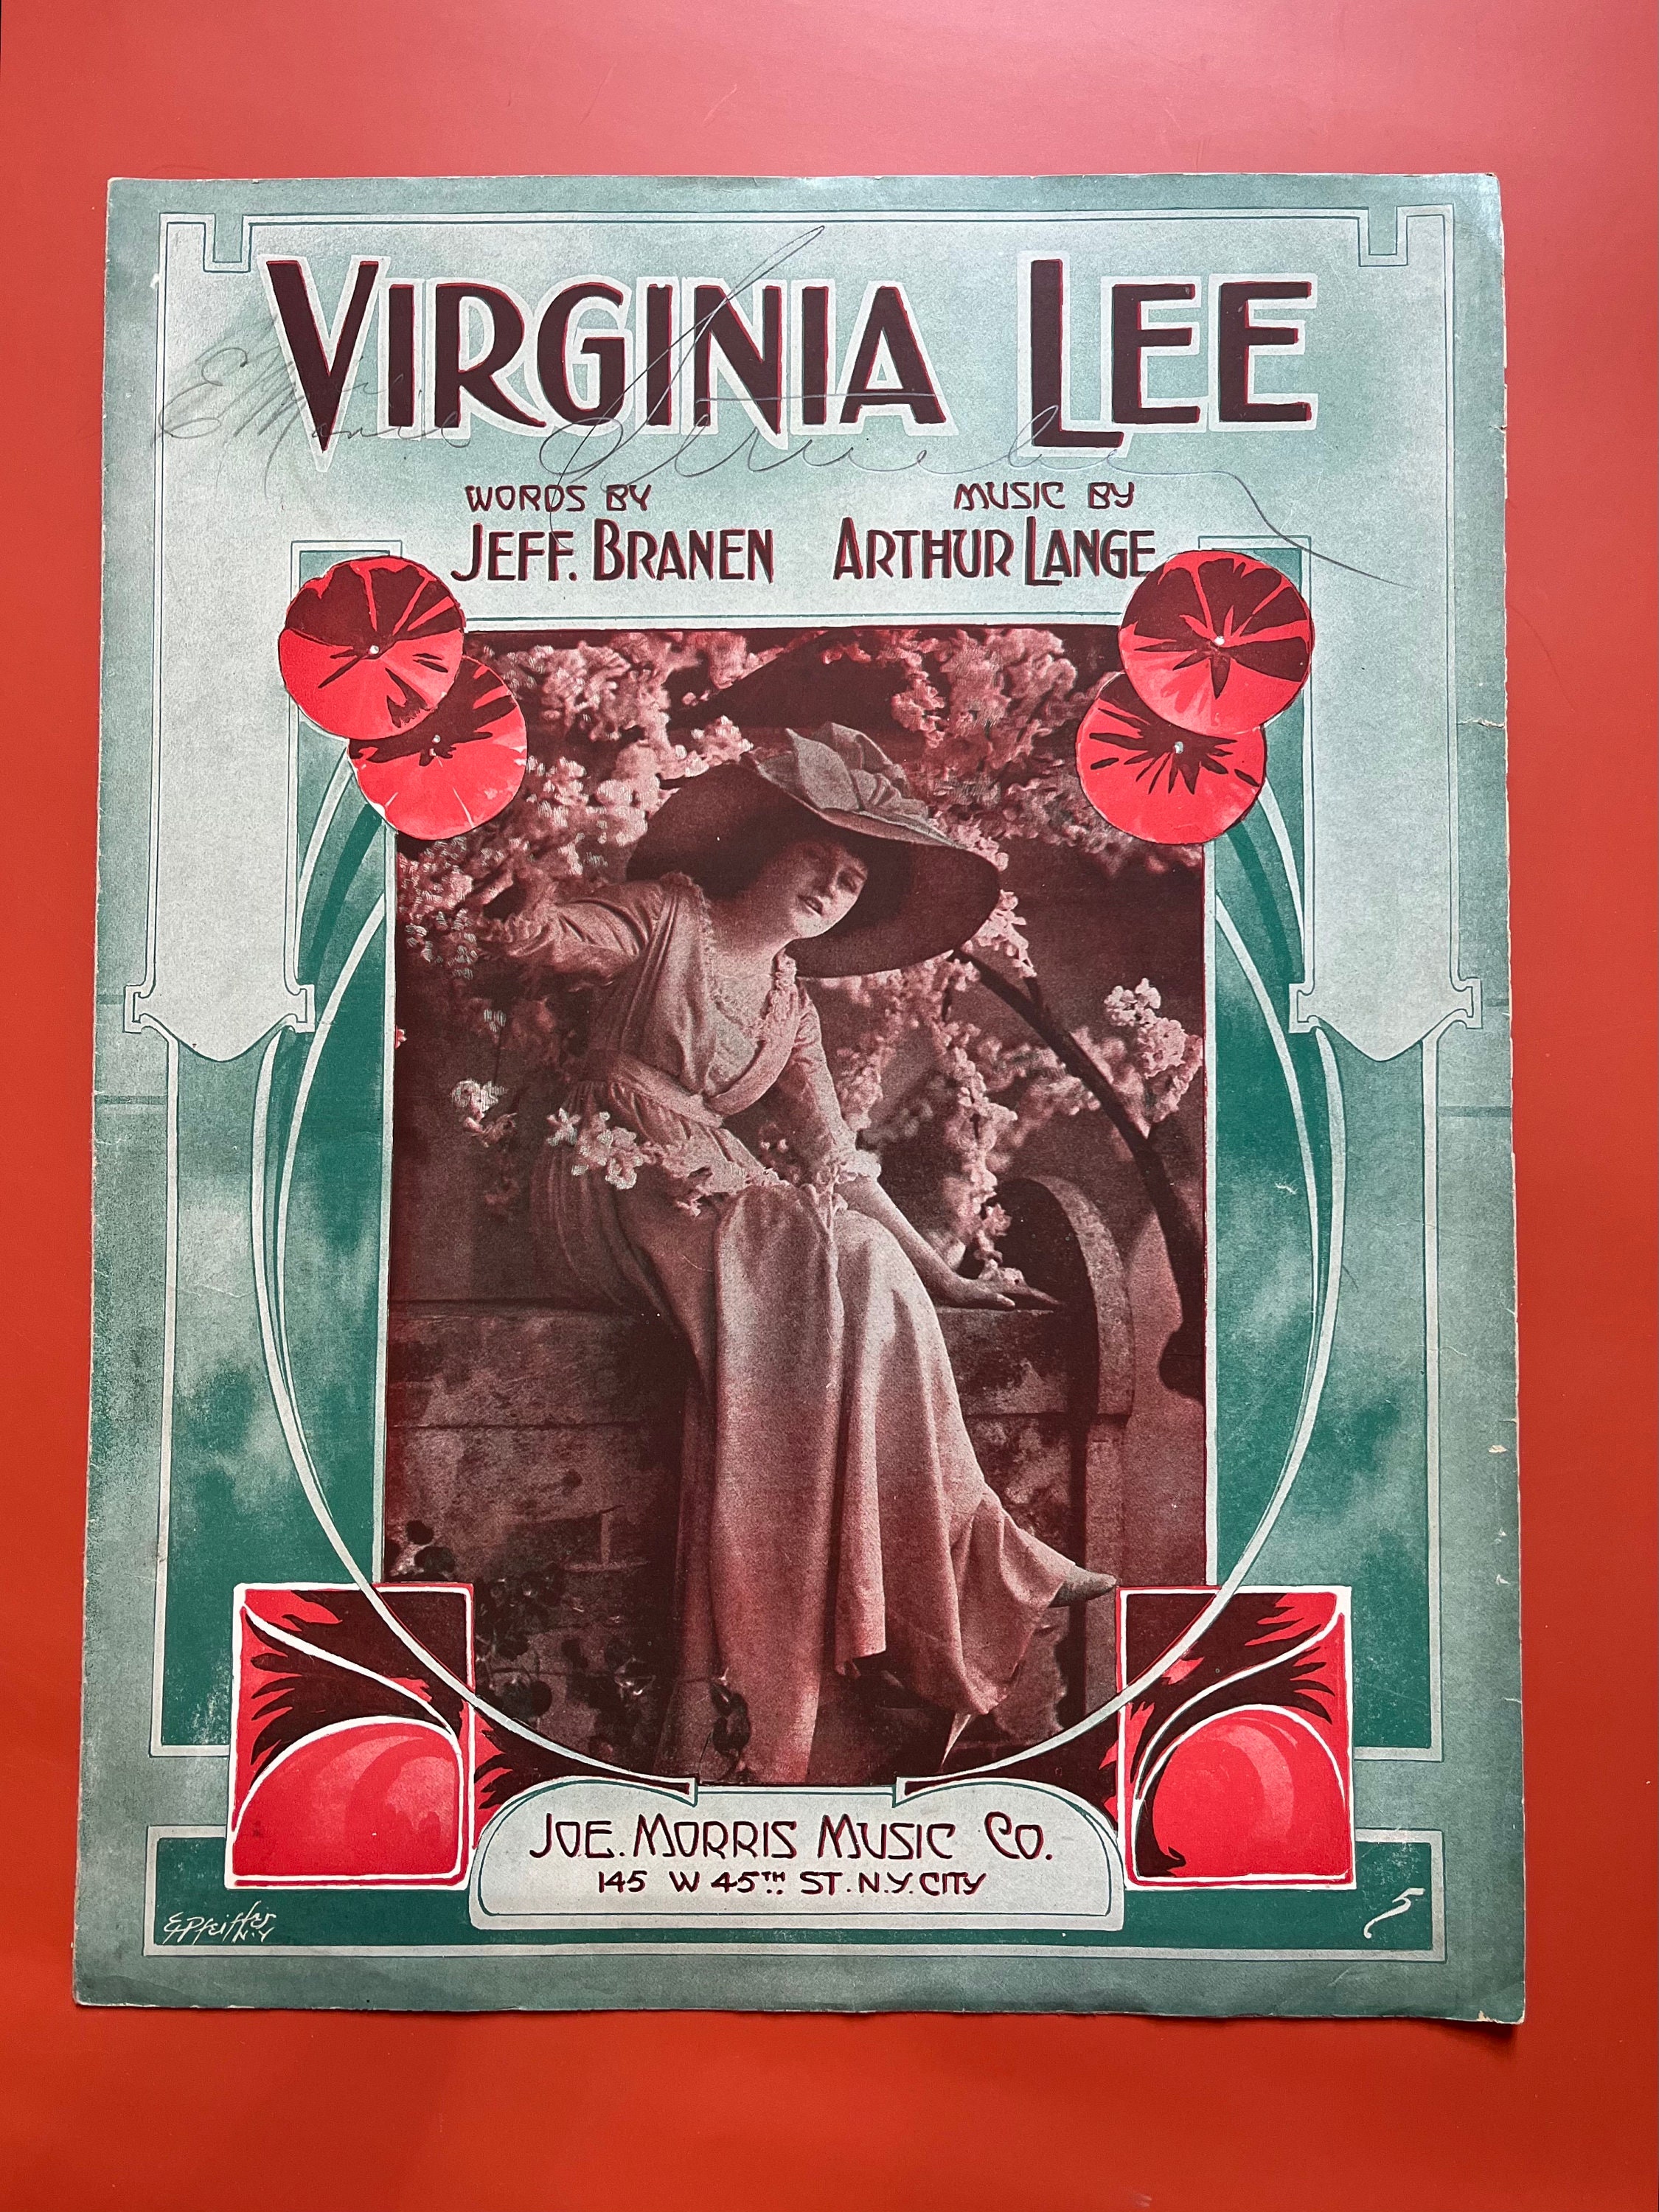 VIRGINIA LEE
WORDS BY
JEFF. BRANEN
MUSIC BY
ARTHUR LANGE
JOE. MORRIS MUSIC CO.
145 W 45TH ST. N.Y. CITY
E.H.Pfeiffer
N.Y.
5